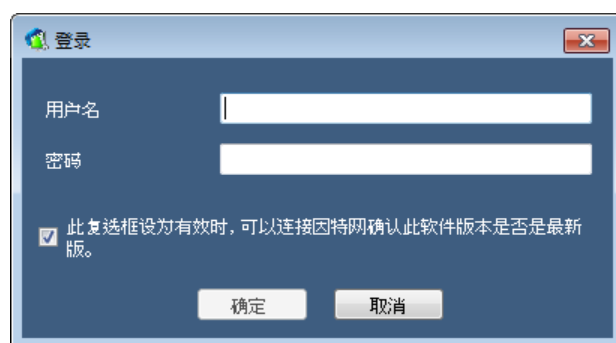 登录
用户名
密码
此复选框设为有效时,可以连接因特网确认此软件版本是否是最新
版。
确定
取消